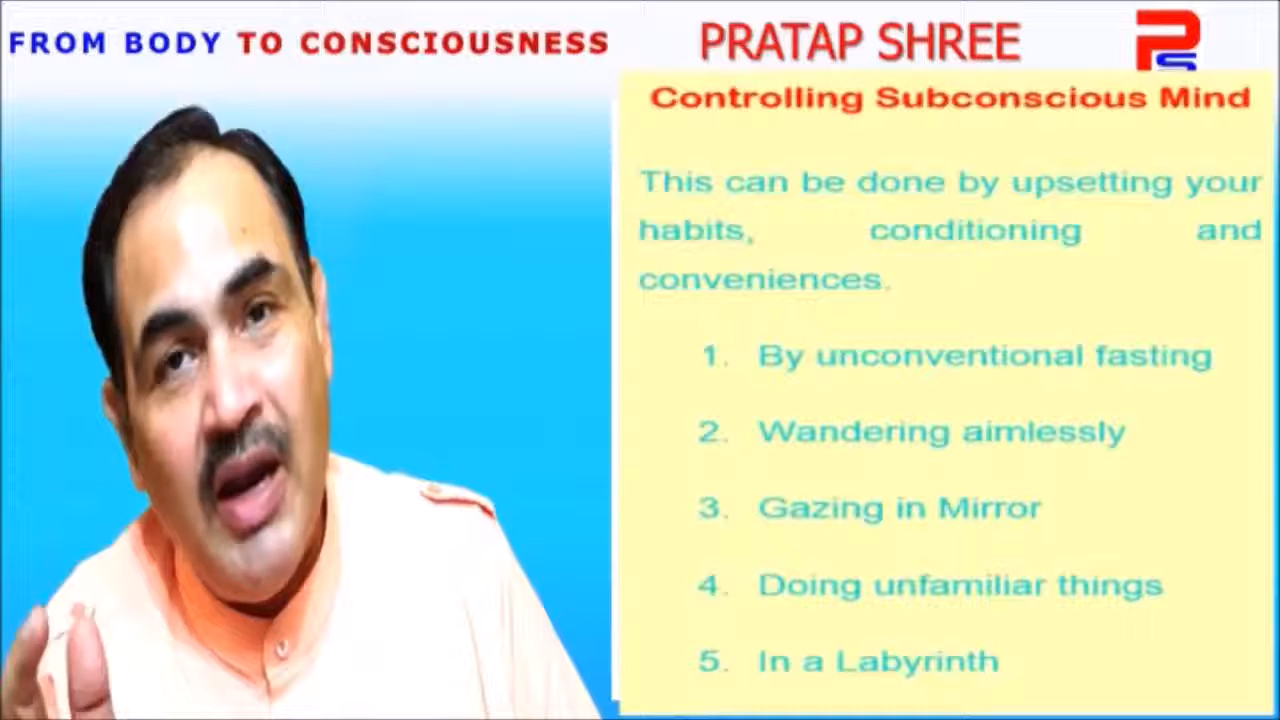 FROM BODY TO CONSCIOUSNESS
PRATAP SHREE
PS
Controlling Subconscious Mind
This can be done by upsetting your
habits, conditioning and
conveniences.
1. By unconventional fasting
2. Wandering aimlessly
3. Gazing in Mirror
4. Doing unfamiliar things
5. In a Labyrinth